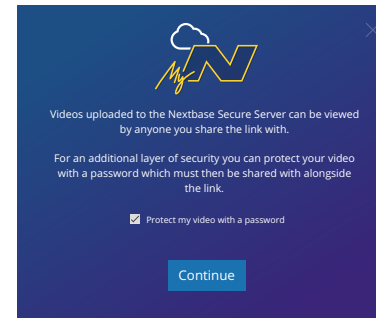 My N
Videos uploaded to the Nextbase Secure Server can be viewed
by anyone you share the link with.
For an additional layer of security you can protect your video
with a password which must then be shared with alongside
the link.
Protect my video with a password
Continue